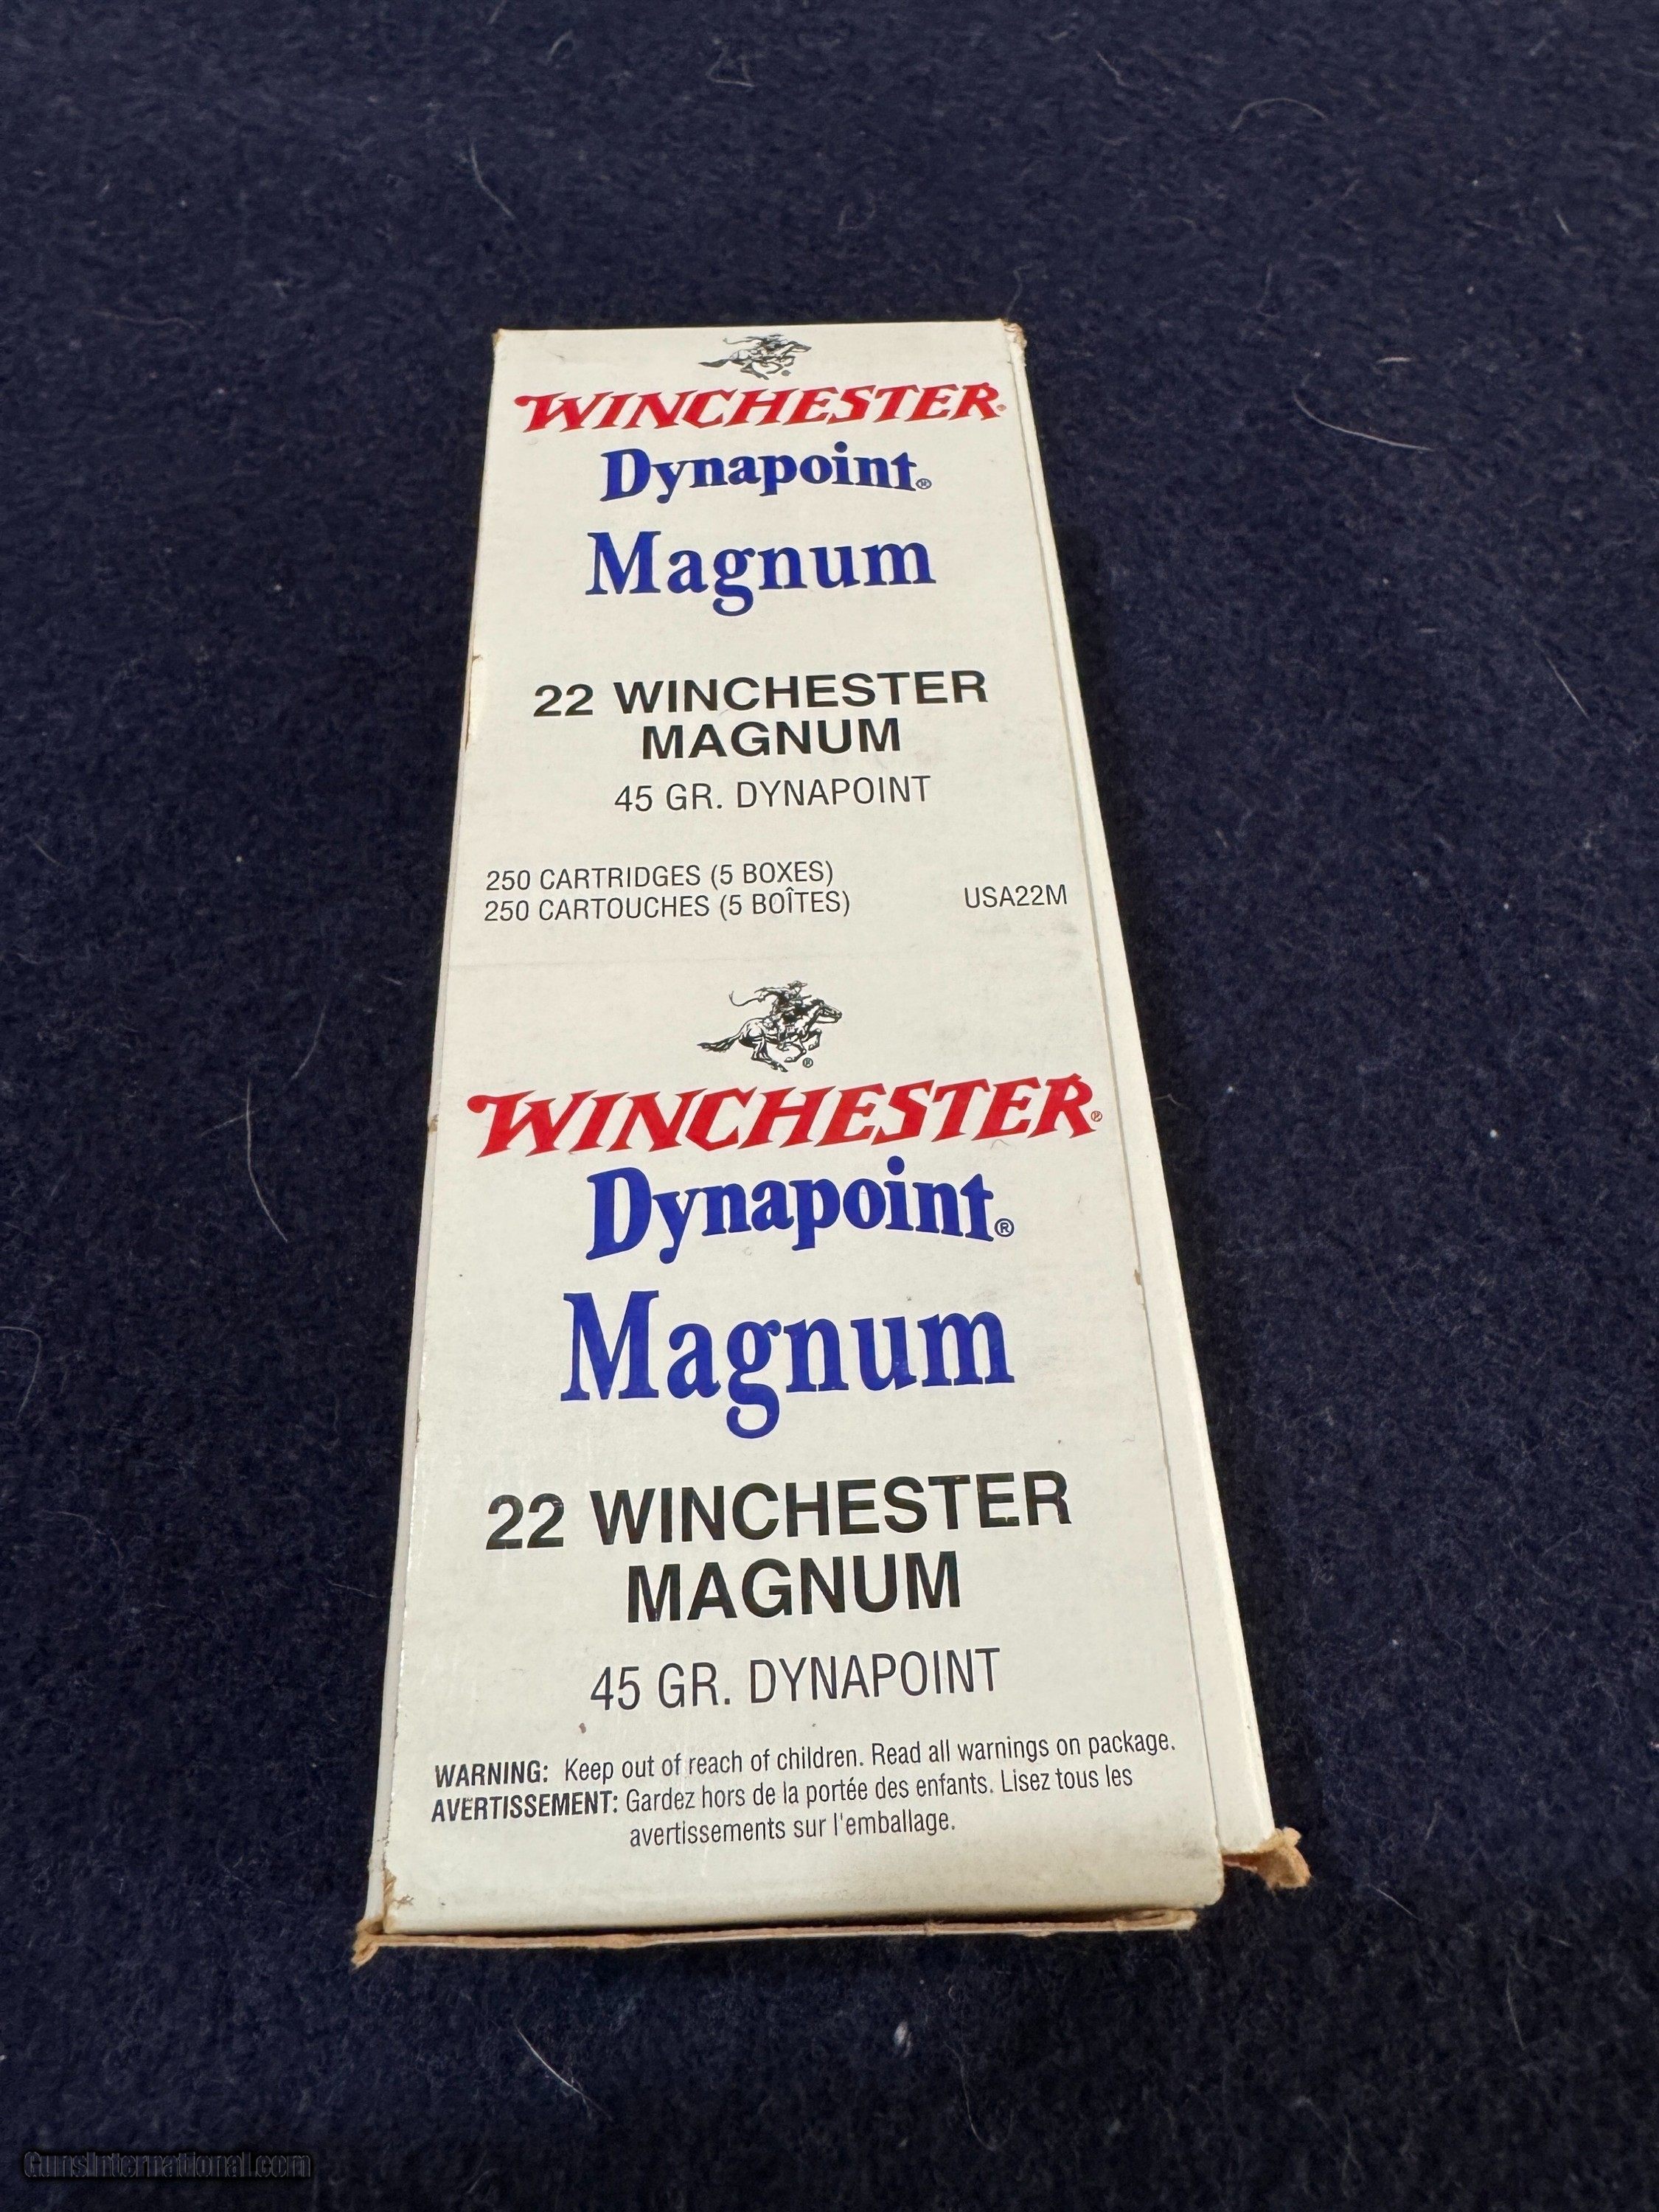 WINCHESTER®
Dynapoint®
Magnum
22 WINCHESTER
MAGNUM
45 GR. DYNAPOINT
250 CARTRIDGES (5 BOXES)
250 CARTOUCHES (5 BOÎTES) USA22M
®
WINCHESTER®
Dynapoint®
Magnum
22 WINCHESTER
MAGNUM
45 GR. DYNAPOINT
WARNING: Keep out of reach of children. Read all warnings on package.
AVERTISSEMENT: Gardez hors de la portée des enfants. Lisez tous les
avertissements sur l'emballage.
GunsInternational.com